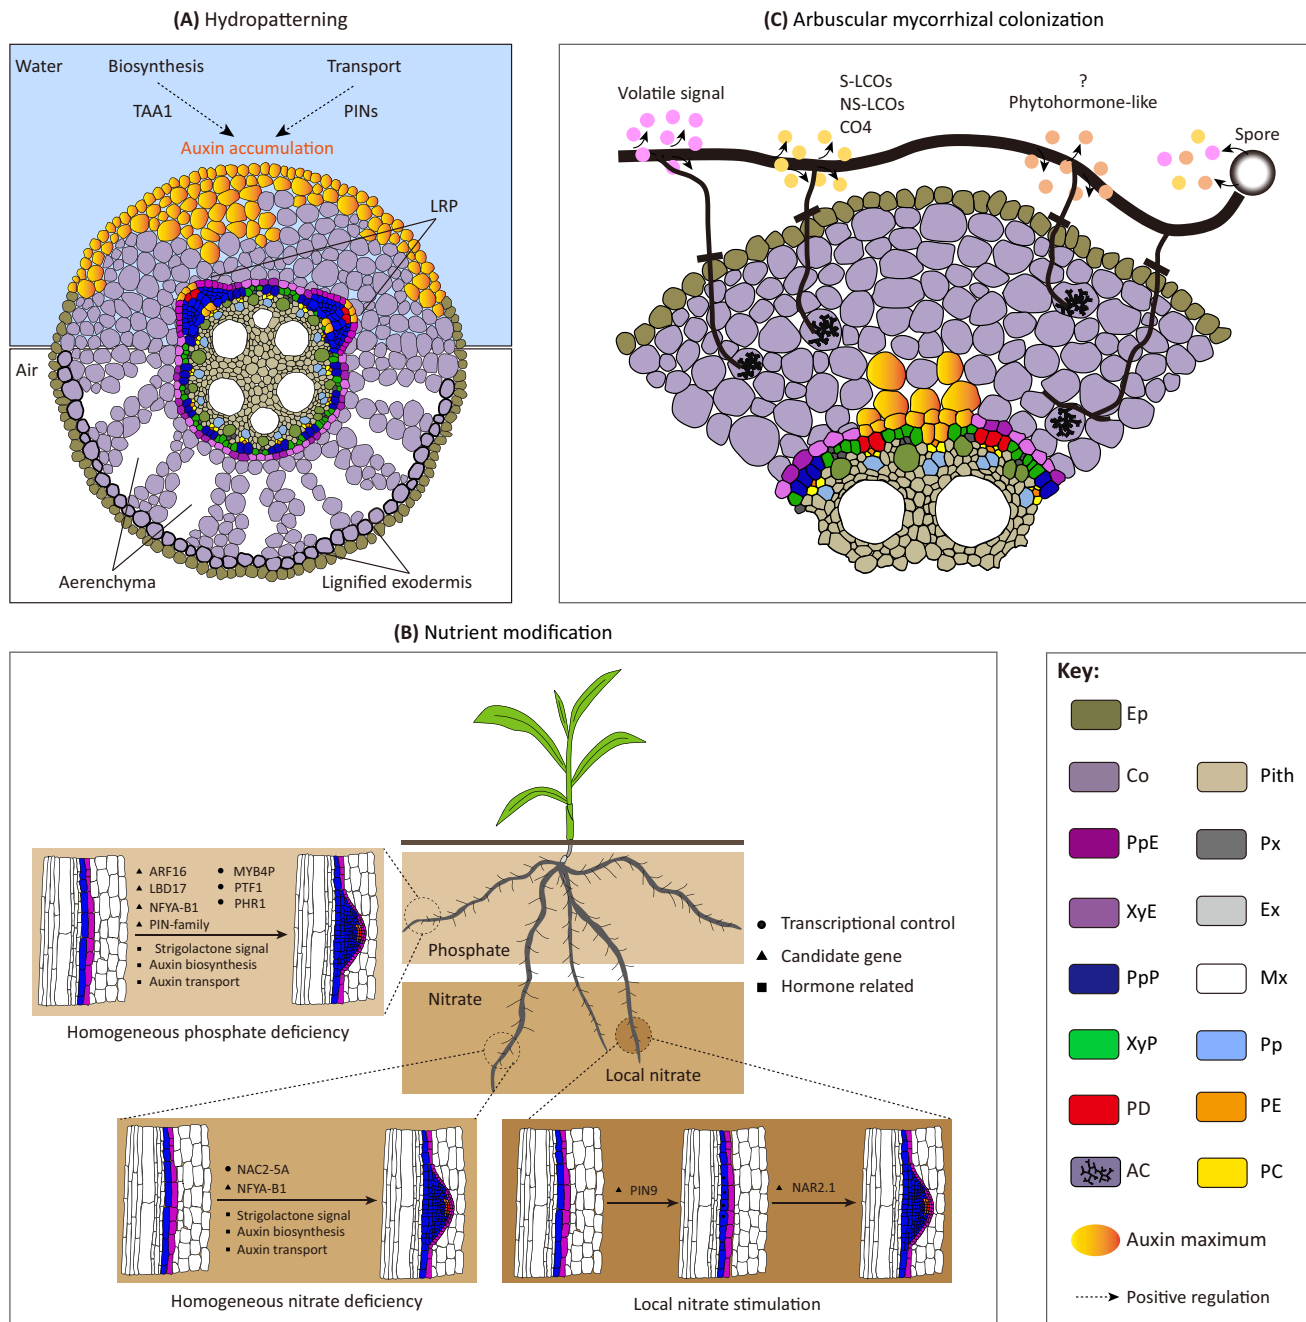 (A) Hydropatterning
Water
Biosynthesis
Transport
TAA1
PINs
Auxin accumulation
LRP
Air
Aerenchyma
Lignified exodermis
(C) Arbuscular mycorrhizal colonization
Volatile signal
S-LCOs
NS-LCOs
CO4
?
Phytohormone-like
Spore
(B) Nutrient modification
ARF16
LBD17
NFYA-B1
PIN-family
MYB4P
PTF1
PHR1
Strigolactone signal
Auxin biosynthesis
Auxin transport
Homogeneous phosphate deficiency
Phosphate
Nitrate
Local nitrate
Transcriptional control
Candidate gene
Hormone related
NAC2-5A
NFYA-B1
Strigolactone signal
Auxin biosynthesis
Auxin transport
Homogeneous nitrate deficiency
PIN9
NAR2.1
Local nitrate stimulation
Key:
Ep
Co
Pith
PpE
Px
XyE
Ex
PpP
Mx
XyP
Pp
PD
PE
AC
PC
Auxin maximum
Positive regulation